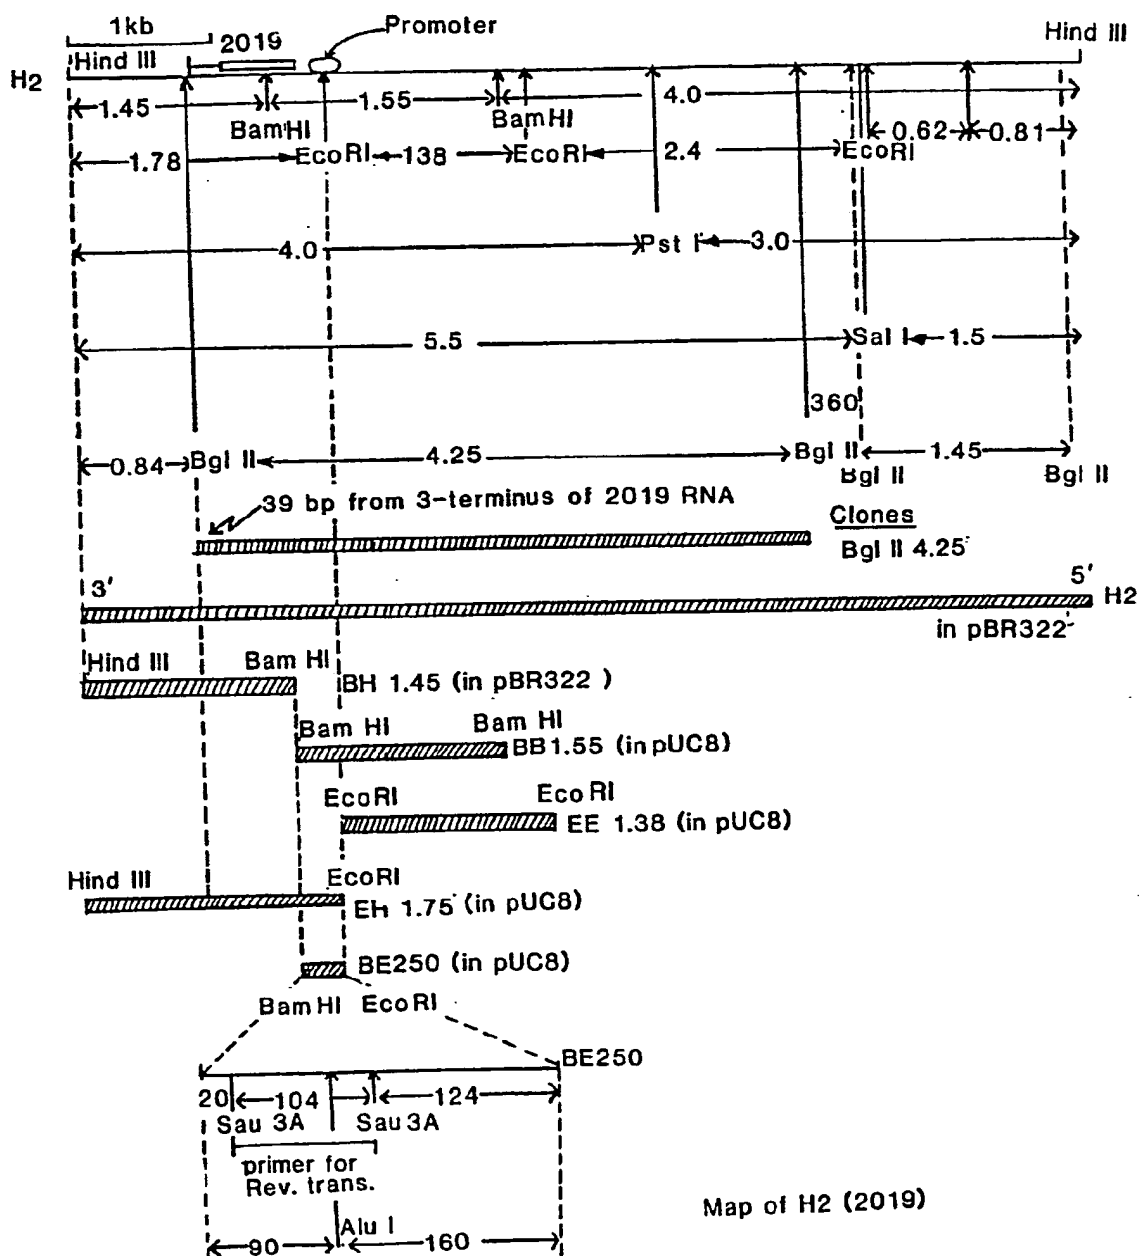 1kb
2019
Promoter
Hind III
Hind III
H2
1.45
1.55
4.0
Bam HI
Bam HI
0.62
0.81
1.78
EcoRI
138
EcoRI
2.4
EcoRI
4.0
Pst I
3.0
5.5
Sal I
1.5
360
0.84
Bgl II
4.25
Bgl II
1.45
Bgl II
Bgl II
39 bp from 3-terminus of 2019 RNA
Clones
Bgl II 4.25
3'
5'
H2
in pBR322
Hind III
Bam HI
BH 1.45 (in pBR322 )
Bam HI
Bam HI
BB 1.55 (in pUC8)
EcoRI
Eco RI
EE 1.38 (in pUC8)
Hind III
EcoRI
EH 1.75 (in pUC8)
BE250 (in pUC8)
Bam HI
EcoRI
BE250
20
104
124
Sau 3A
Sau 3A
primer for
Rev. trans.
Alu I
90
160
Map of H2 (2019)